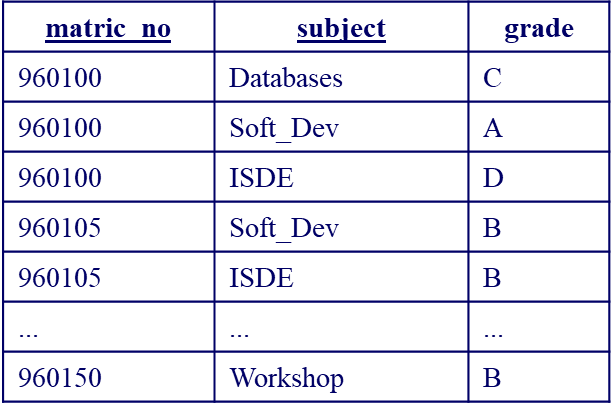 matric_no subject grade
960100 Databases C
960100 Soft_Dev A
960100 ISDE D
960105 Soft_Dev B
960105 ISDE B
... ... ...
960150 Workshop B